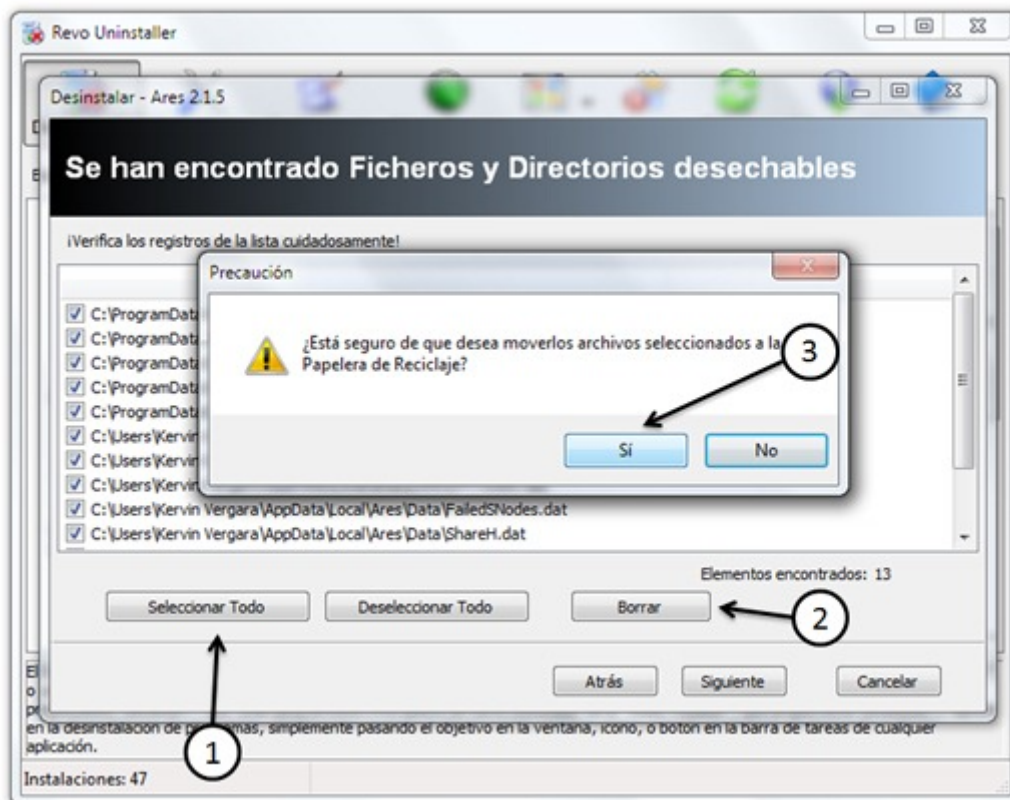 Revo Uninstaller
Desinstalar - Ares 2.1.5
Se han encontrado Ficheros y Directorios desechables
¡Verifica los registros de la lista cuidadosamente!
Precaución
¿Está seguro de que desea moverlos archivos seleccionados a la
Papelera de Reciclaje?
3
Sí
No
C:\ProgramData
C:\ProgramData
C:\ProgramData
C:\ProgramData
C:\ProgramData
C:\Users\Kervin
C:\Users\Kervin
C:\Users\Kervin
C:\Users\Kervin Vergara\AppData\Local\Ares\Data\FailedSNodes.dat
C:\Users\Kervin Vergara\AppData\Local\Ares\Data\ShareH.dat
Elementos encontrados: 13
Seleccionar Todo
Deseleccionar Todo
Borrar
2
Atrás
Siguiente
Cancelar
1
en la desinstalación de programas, simplemente pasando el objetivo en la ventana, icono, o botón en la barra de tareas de cualquier
aplicación.
Instalaciones: 47